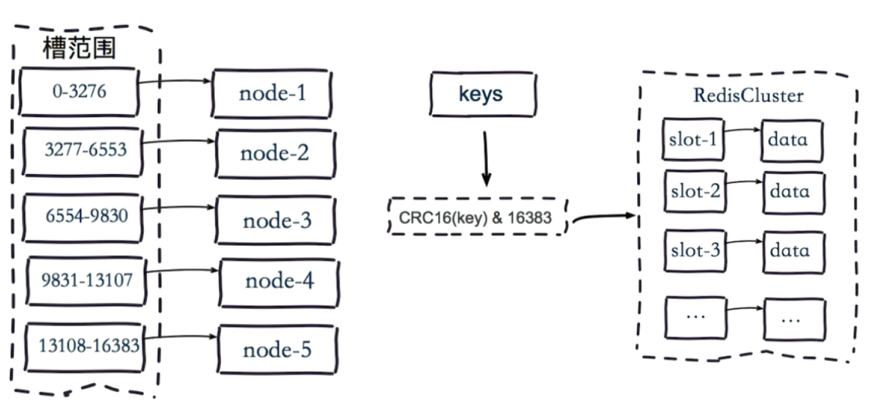 槽范围
0-3276
node-1
3277-6553
node-2
6554-9830
node-3
9831-13107
node-4
13108-16383
node-5
keys
CRC16(key) & 16383
RedisCluster
slot-1
data
slot-2
data
slot-3
data
...
...